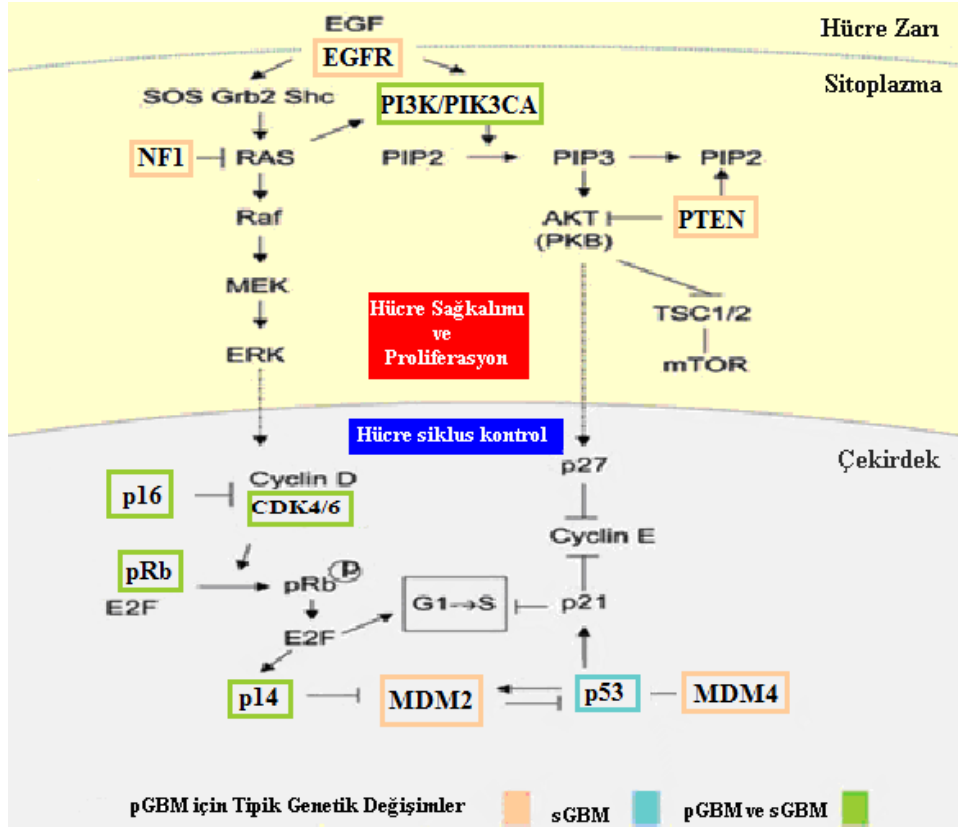 EGF
Hücre Zarı
EGFR
Sitoplazma
SOS Grb2 Shc
PI3K/PIK3CA
NF1
RAS
PIP2
PIP3
PIP2
Raf
AKT
(PKB)
PTEN
MEK
TSC1/2
Hücre Sağkalımı
ve
Proliferasyon
ERK
mTOR
Hücre siklus kontrol
Çekirdek
p27
p16
Cyclin D
CDK4/6
Cyclin E
pRb
E2F
pRb
P
G1→S
p21
E2F
p14
MDM2
p53
MDM4
pGBM için Tipik Genetik Değişimler
sGBM
pGBM ve sGBM